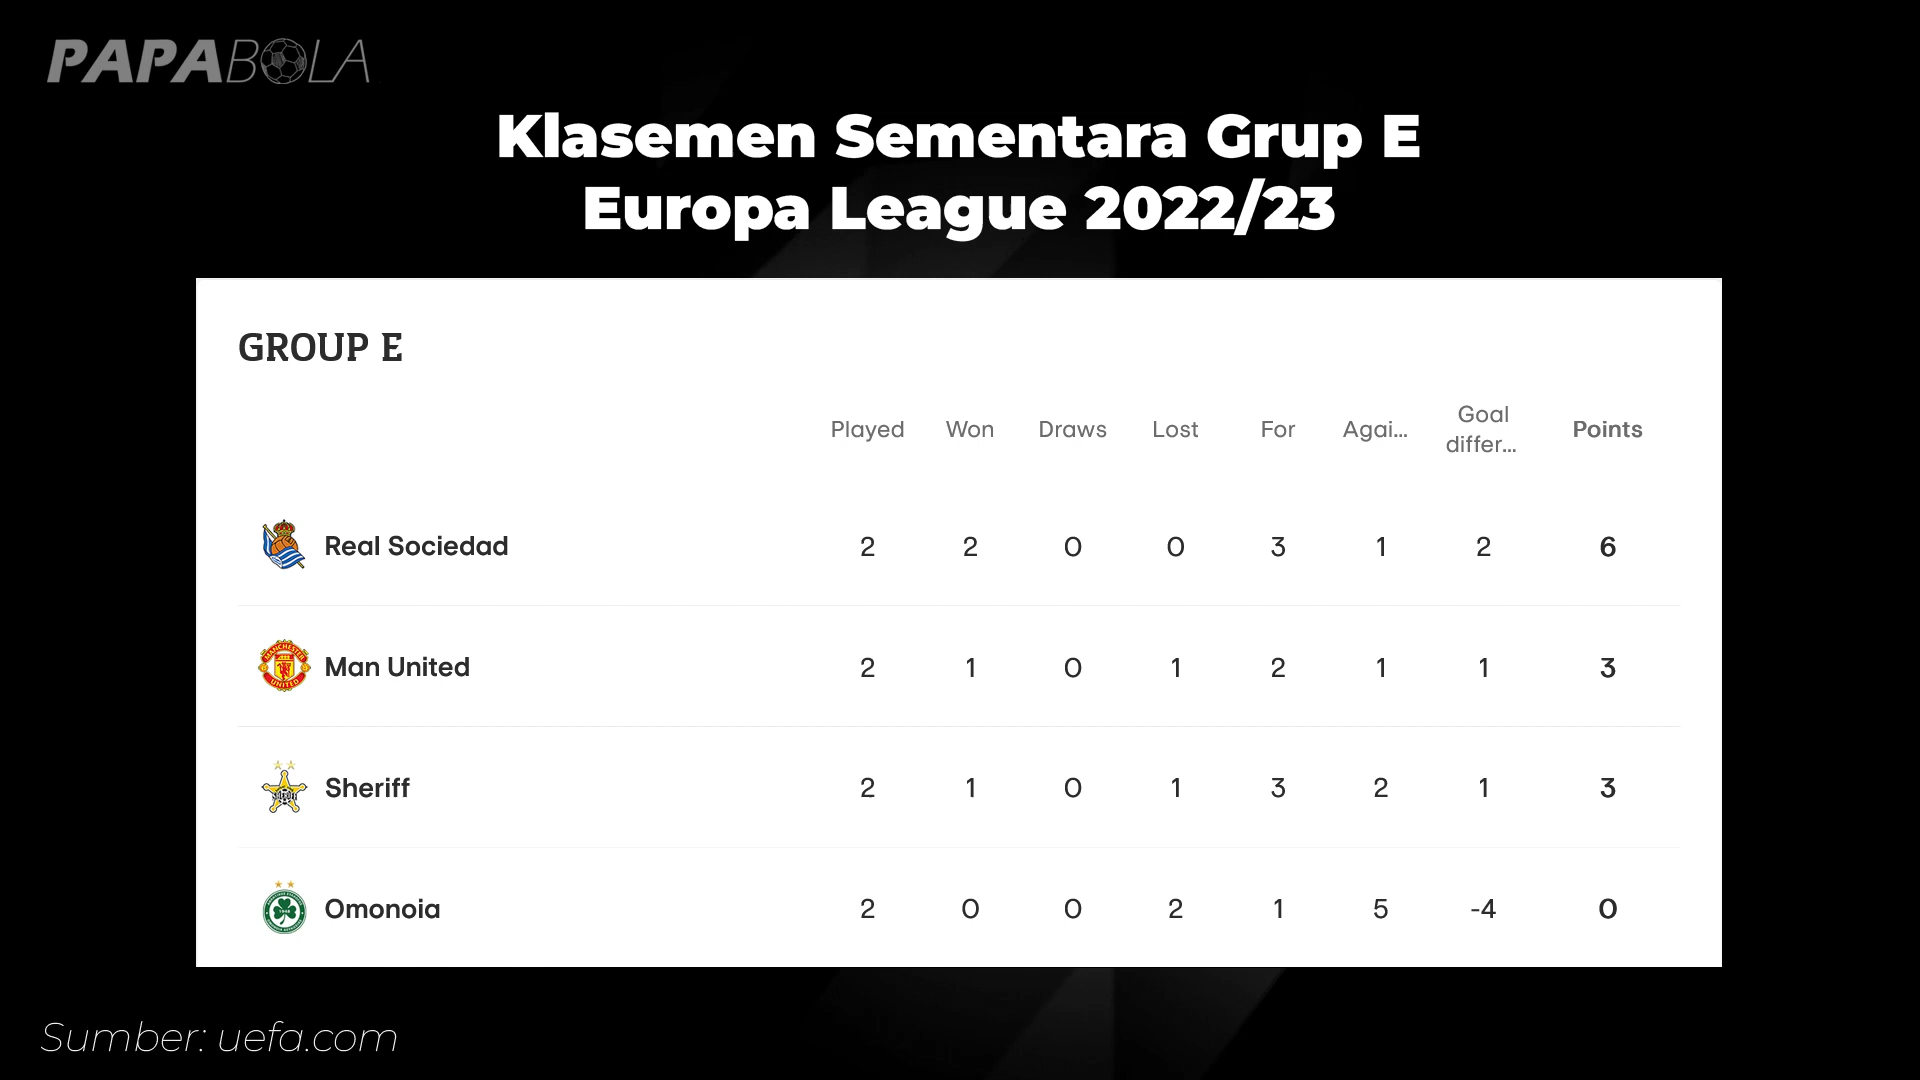 PAPABOLA
Klasemen Sementara Grup E
Europa League 2022/23
GROUP E
Played Won Draws Lost For Agai... Goal differ... Points
Real Sociedad 2 2 0 0 3 1 2 6
Man United 2 1 0 1 2 1 1 3
Sheriff 2 1 0 1 3 2 1 3
Omonoia 2 0 0 2 1 5 -4 0
Sumber: uefa.com